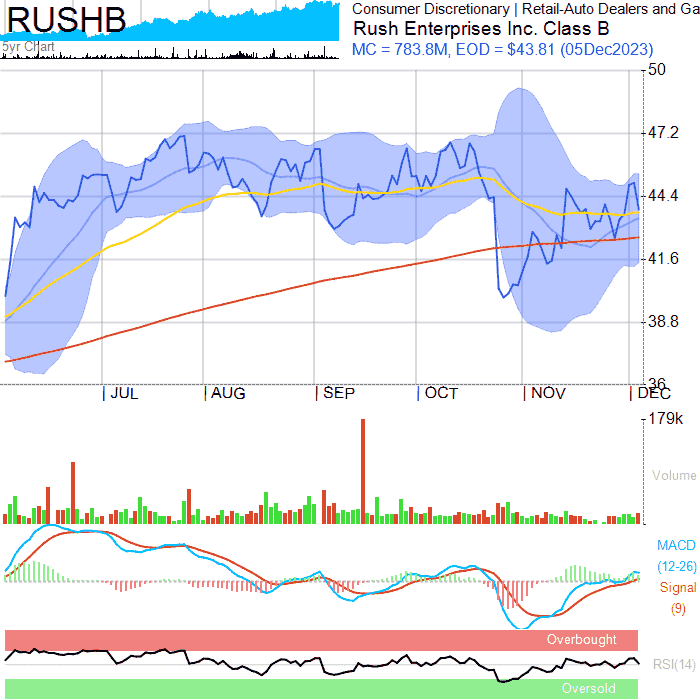 RUSHB
5yr Chart
Consumer Discretionary | Retail-Auto Dealers and Ga
Rush Enterprises Inc. Class B
MC = 783.8M, EOD = $43.81 (05Dec2023)
50
47.2
44.4
41.6
38.8
36
JUL AUG SEP OCT NOV DEC
179k
Volume
MACD
(12-26)
Signal
(9)
Overbought
RSI(14)
Oversold